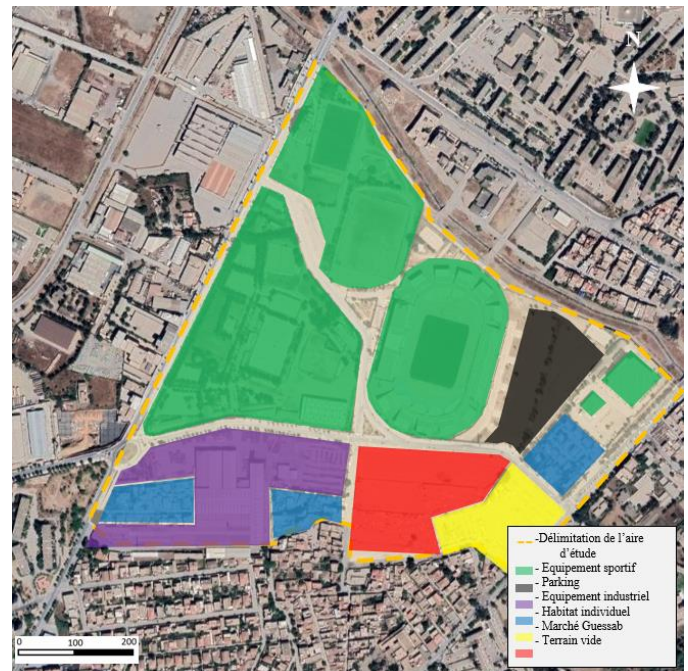 N
-Délimitation de l’aire
d’étude
- Equipement sportif
- Parking
- Equipement industriel
- Habitat individuel
- Marché Guessab
- Terrain vide
0 100 200